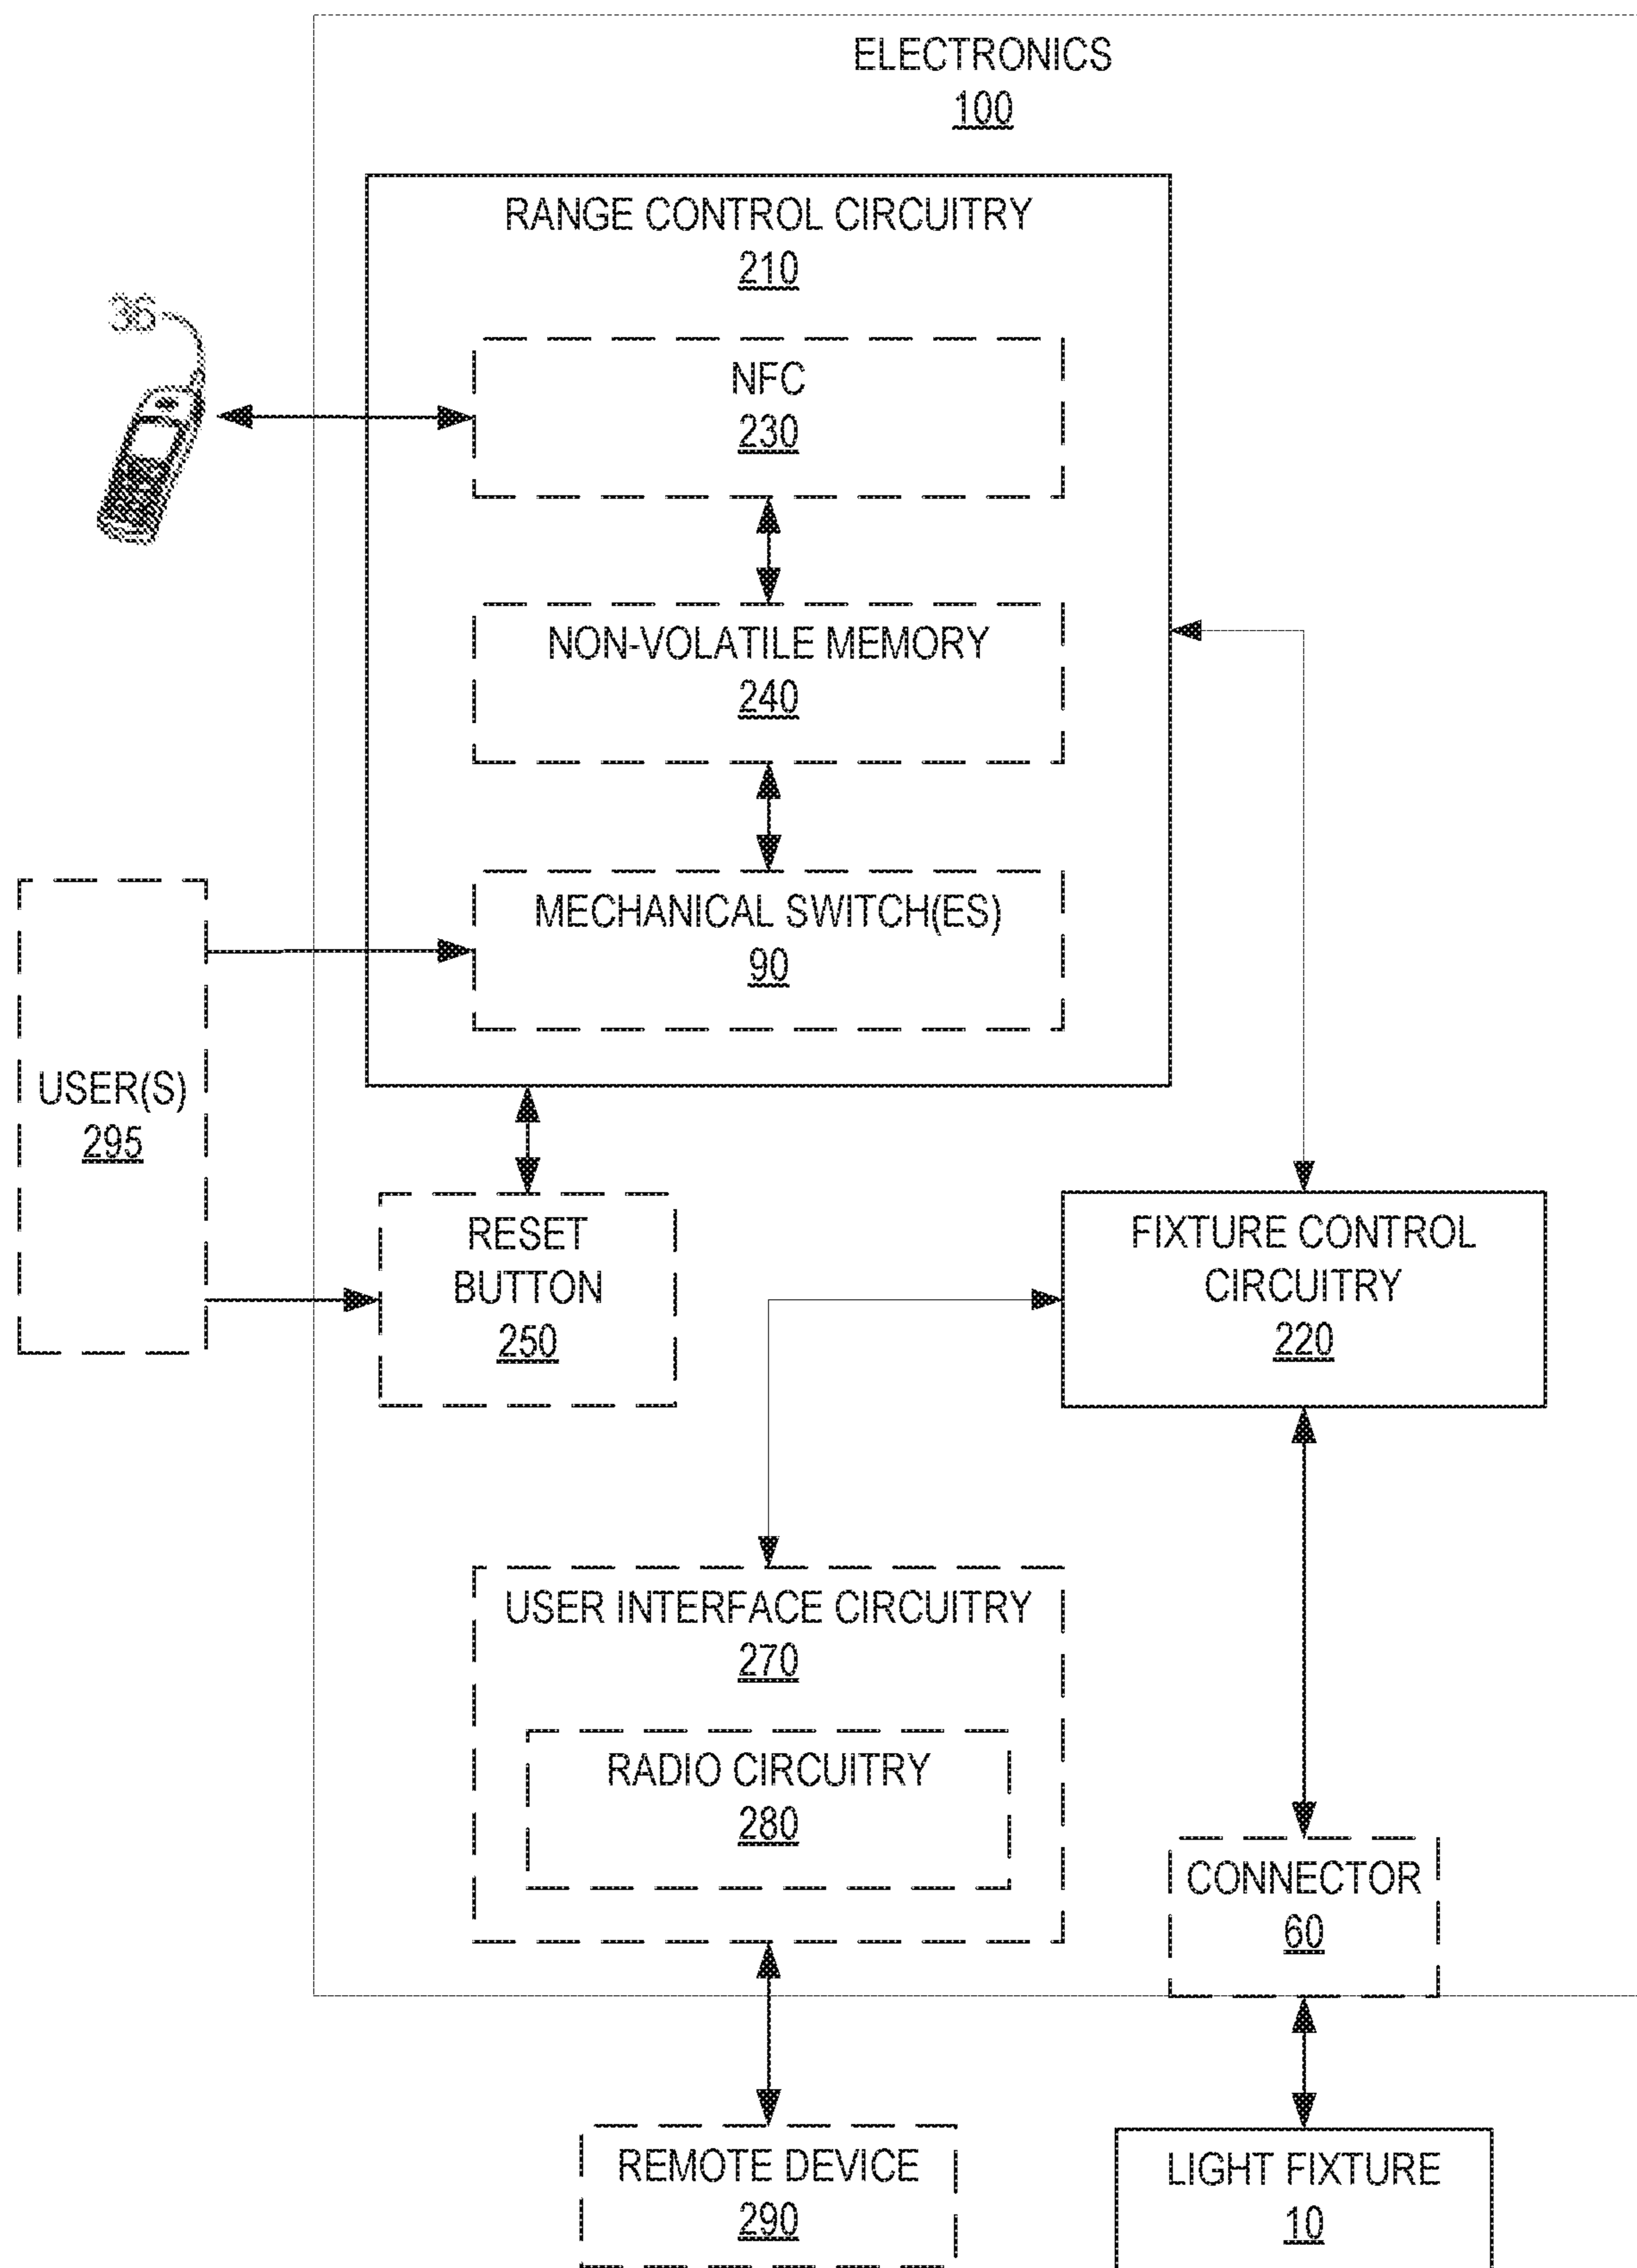 ELECTRONICS
100
RANGE CONTROL CIRCUITRY
210
36
NFC
230
NON-VOLATILE MEMORY
240
MECHANICAL SWITCH(ES)
90
USER(S)
295
RESET
BUTTON
250
FIXTURE CONTROL
CIRCUITRY
220
USER INTERFACE CIRCUITRY
270
RADIO CIRCUITRY
280
CONNECTOR
60
REMOTE DEVICE
290
LIGHT FIXTURE
10